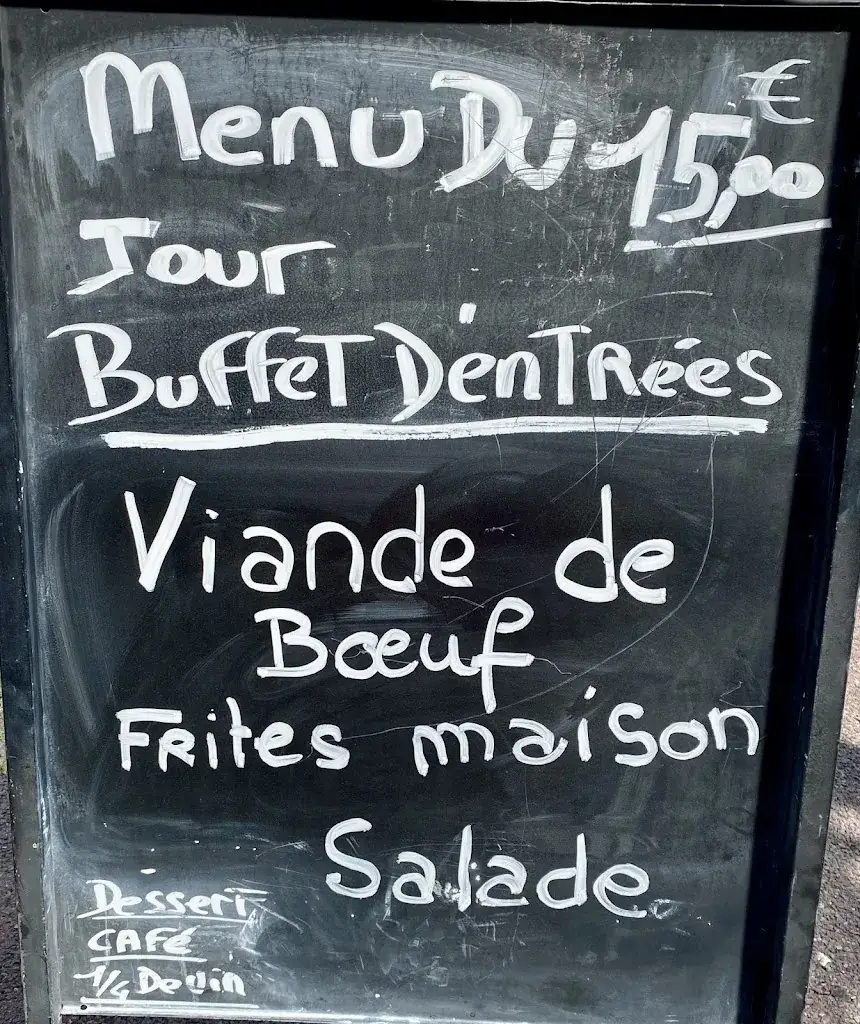 Menu Du 15,00 €
Jour
Buffet D'entrées
Viande de
Bœuf
Frites maison
Salade
Dessert
Café
1/4 De vin